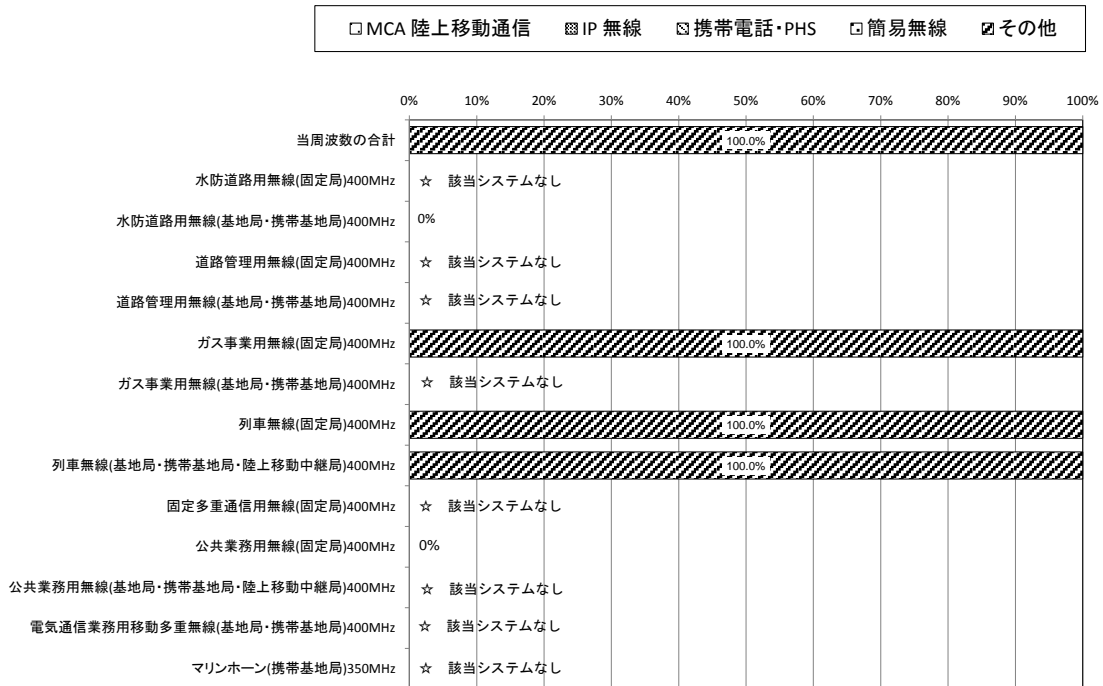 MCA 陸上移動通信 IP 無線 携帯電話・PHS 簡易無線 その他
0% 10% 20% 30% 40% 50% 60% 70% 80% 90% 100%
当周波数の合計 100.0%
水防道路用無線(固定局)400MHz ☆ 該当システムなし
水防道路用無線(基地局・携帯基地局)400MHz 0%
道路管理用無線(固定局)400MHz ☆ 該当システムなし
道路管理用無線(基地局・携帯基地局)400MHz ☆ 該当システムなし
ガス事業用無線(固定局)400MHz 100.0%
ガス事業用無線(基地局・携帯基地局)400MHz ☆ 該当システムなし
列車無線(固定局)400MHz 100.0%
列車無線(基地局・携帯基地局・陸上移動中継局)400MHz 100.0%
固定多重通信用無線(固定局)400MHz ☆ 該当システムなし
公共業務用無線(固定局)400MHz 0%
公共業務用無線(基地局・携帯基地局・陸上移動中継局)400MHz ☆ 該当システムなし
電気通信業務用移動多重無線(基地局・携帯基地局)400MHz ☆ 該当システムなし
マリンホーン(携帯基地局)350MHz ☆ 該当システムなし